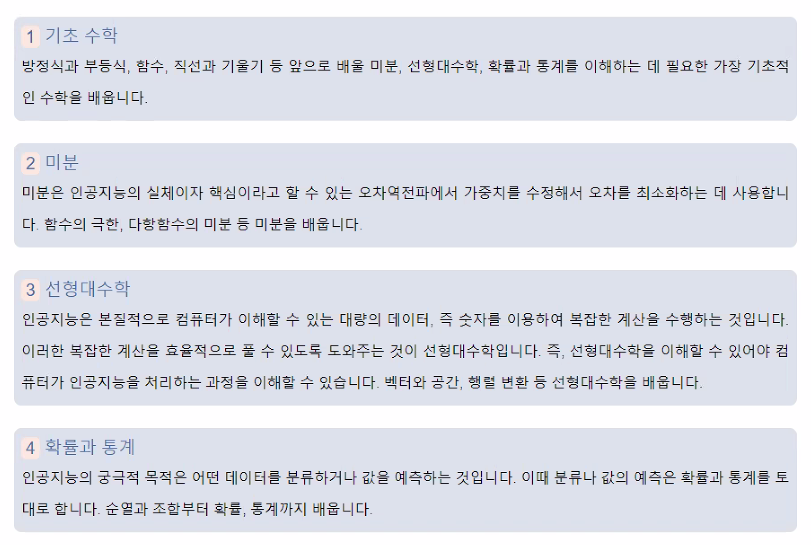 1 기초 수학
방정식과 부등식, 함수, 직선과 기울기 등 앞으로 배울 미분, 선형대수학, 확률과 통계를 이해하는 데 필요한 가장 기초적
인 수학을 배웁니다.
2 미분
미분은 인공지능의 실체이자 핵심이라고 할 수 있는 오차역전파에서 가중치를 수정해서 오차를 최소화하는 데 사용합니
다. 함수의 극한, 다항함수의 미분 등 미분을 배웁니다.
3 선형대수학
인공지능은 본질적으로 컴퓨터가 이해할 수 있는 대량의 데이터, 즉 숫자를 이용하여 복잡한 계산을 수행하는 것입니다.
이러한 복잡한 계산을 효율적으로 풀 수 있도록 도와주는 것이 선형대수학입니다. 즉, 선형대수학을 이해할 수 있어야 컴
퓨터가 인공지능을 처리하는 과정을 이해할 수 있습니다. 벡터와 공간, 행렬 변환 등 선형대수학을 배웁니다.
4 확률과 통계
인공지능의 궁극적 목적은 어떤 데이터를 분류하거나 값을 예측하는 것입니다. 이때 분류나 값의 예측은 확률과 통계를 토
대로 합니다. 순열과 조합부터 확률, 통계까지 배웁니다.